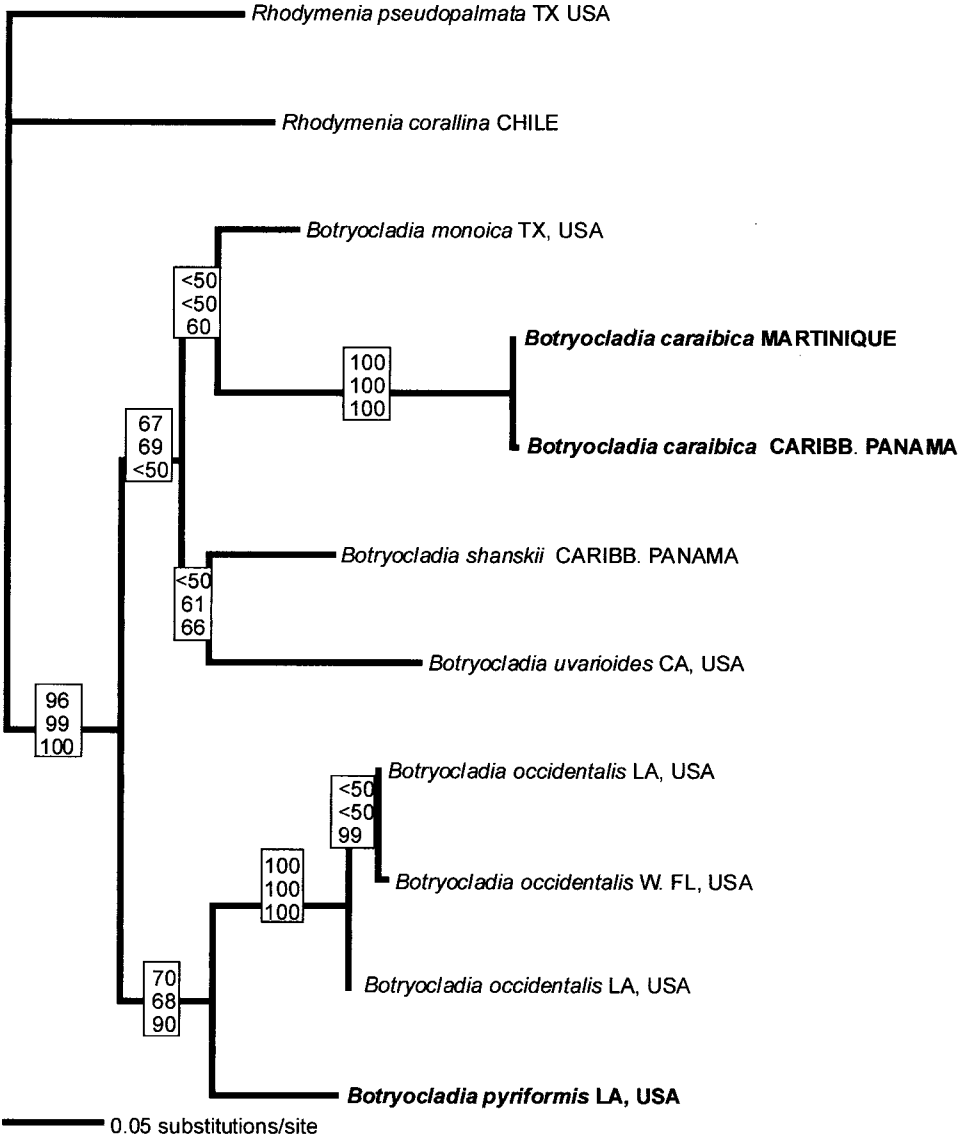 Rhodymenia pseudopalmata TX USA
Rhodymenia corallina CHILE
Botryocladia monoica TX, USA
<50
<50
60
Botryocladia caraibica MARTINIQUE
100
100
100
67
69
<50
Botryocladia caraibica CARIBB. PANAMA
Botryocladia shanskii CARIBB. PANAMA
<50
61
66
Botryocladia uvarioides CA, USA
96
99
100
Botryocladia occidentalis LA, USA
<50
<50
99
Botryocladia occidentalis W. FL, USA
100
100
100
Botryocladia occidentalis LA, USA
70
68
90
Botryocladia pyriformis LA, USA
0.05 substitutions/site